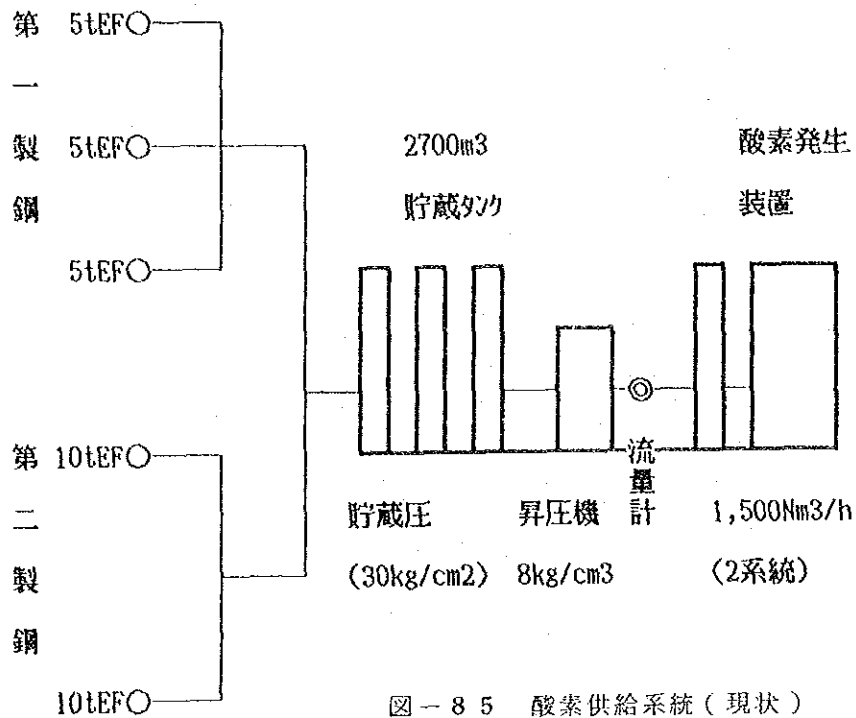 第一製鋼
5tEF
5tEF
5tEF
第二製鋼
10tEF
10tEF
2700m3
貯蔵タンク
酸素発生
装置
流量計
貯蔵圧
(30kg/cm2)
昇圧機
8kg/cm3
1,500Nm3/h
(2系統)
図－85 酸素供給系統(現状)